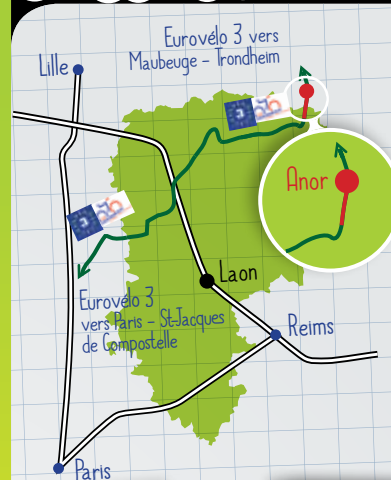 Eurovélo 3 vers
Maubeuge - Trondheim
Lille
Anor
Laon
Eurovélo 3
vers Paris - St-Jacques
de Compostelle
Reims
Paris